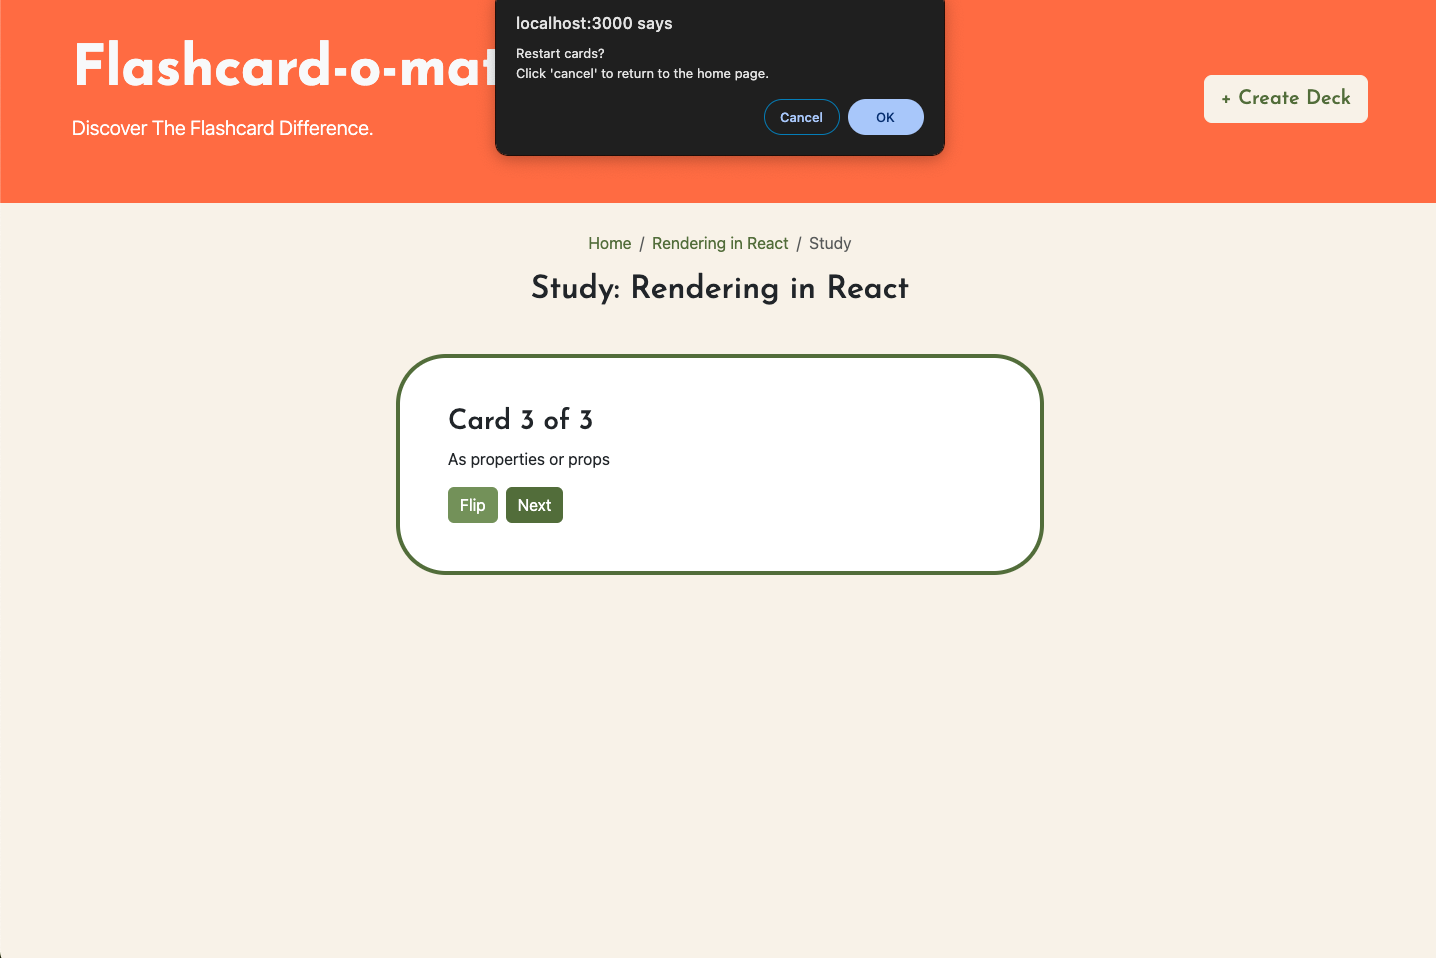 localhost:3000 says
Restart cards?
Click 'cancel' to return to the home page.
Cancel OK
Flashcard-o-mat
Discover The Flashcard Difference.
+ Create Deck
Home / Rendering in React / Study
Study: Rendering in React
Card 3 of 3
As properties or props
Flip Next